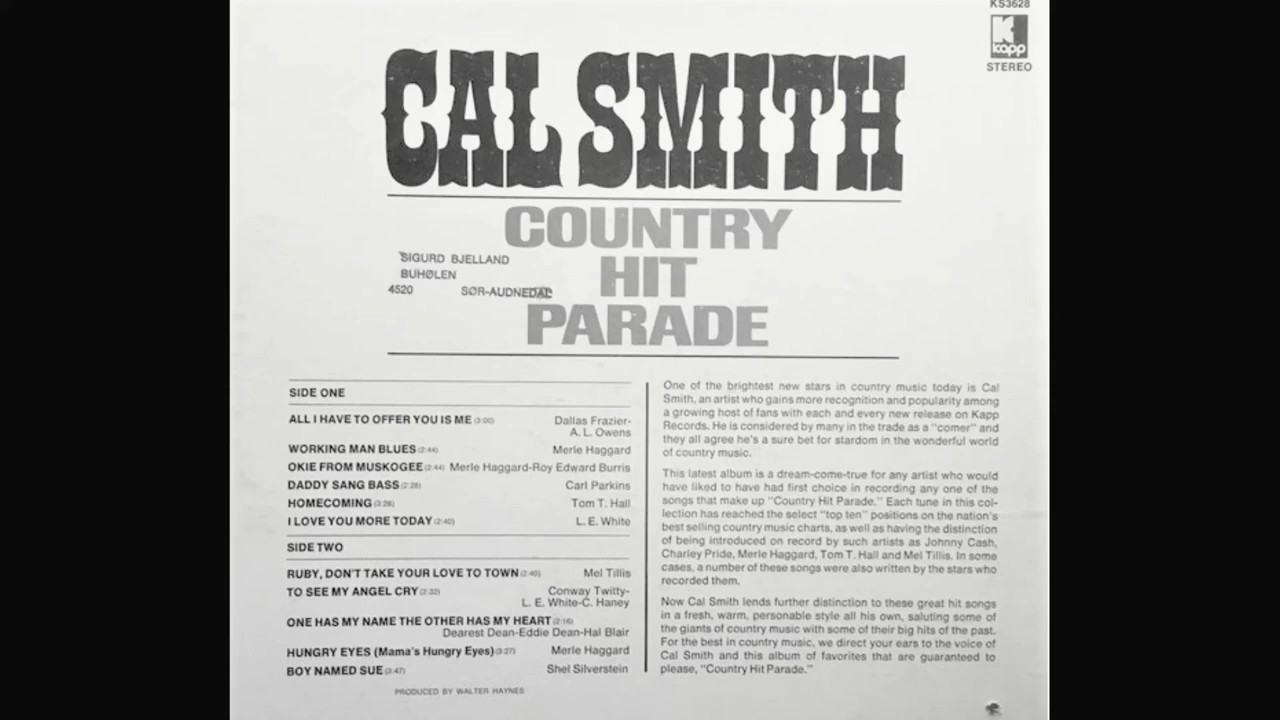 KS3628
K
kapp
STEREO
CAL SMITH
COUNTRY
HIT
PARADE
SIGURD BJELLAND
BUHØLEN
4520 SØR-AUDNEDAL
SIDE ONE
ALL I HAVE TO OFFER YOU IS ME (3:00) Dallas Frazier-
A. L. Owens
WORKING MAN BLUES (2:44) Merle Haggard
OKIE FROM MUSKOGEE (2:44) Merle Haggard-Roy Edward Burris
DADDY SANG BASS (2:28) Carl Parkins
HOMECOMING (3:26) Tom T. Hall
I LOVE YOU MORE TODAY (2:40) L. E. White
SIDE TWO
RUBY, DON'T TAKE YOUR LOVE TO TOWN (2:40) Mel Tillis
TO SEE MY ANGEL CRY (2:32) Conway Twitty-
L. E. White-C. Haney
ONE HAS MY NAME THE OTHER HAS MY HEART (2:16)
Dearest Dean-Eddie Dean-Hal Blair
HUNGRY EYES (Mama's Hungry Eyes) (3:27) Merle Haggard
BOY NAMED SUE (3:47) Shel Silverstein
PRODUCED BY WALTER HAYNES
One of the brightest new stars in country music today is Cal
Smith, an artist who gains more recognition and popularity among
a growing host of fans with each and every new release on Kapp
Records. He is considered by many in the trade as a "comer" and
they all agree he's a sure bet for stardom in the wonderful world
of country music.
This latest album is a dream-come-true for any artist who would
have liked to have had first choice in recording any one of the
songs that make up "Country Hit Parade." Each tune in this col-
lection has reached the select "top ten" positions on the nation's
best selling country music charts, as well as having the distinction
of being introduced on record by such artists as Johnny Cash,
Charley Pride, Merle Haggard, Tom T. Hall and Mel Tillis. In some
cases, a number of these songs were also written by the stars who
recorded them.
Now Cal Smith lends further distinction to these great hit songs
in a fresh, warm, personable style all his own, saluting some of
the giants of country music with some of their big hits of the past.
For the best in country music, we direct your ears to the voice of
Cal Smith and this album of favorites that are guaranteed to
please, "Country Hit Parade."